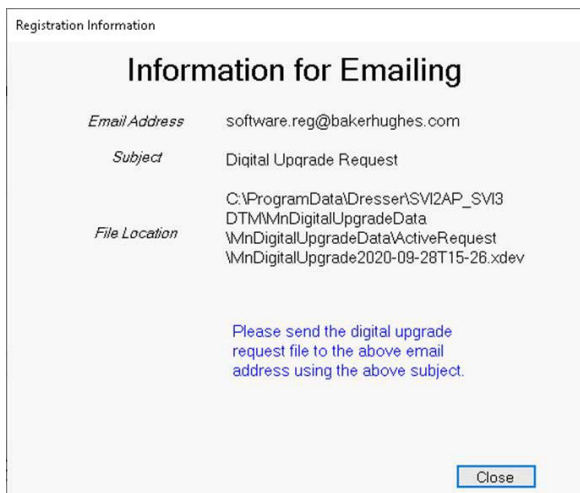 Registration Information
Information for Emailing
Email Address software.reg@bakerhughes.com
Subject Digital Upgrade Request
C:\ProgramData\Dresser\SVI2AP_SVI3
DTM\MnDigitalUpgradeData
File Location
\MnDigitalUpgradeData\ActiveRequest
\MnDigitalUpgrade2020-09-28T15-26.xdev
Please send the digital upgrade
request file to the above email
address using the above subject.
Close